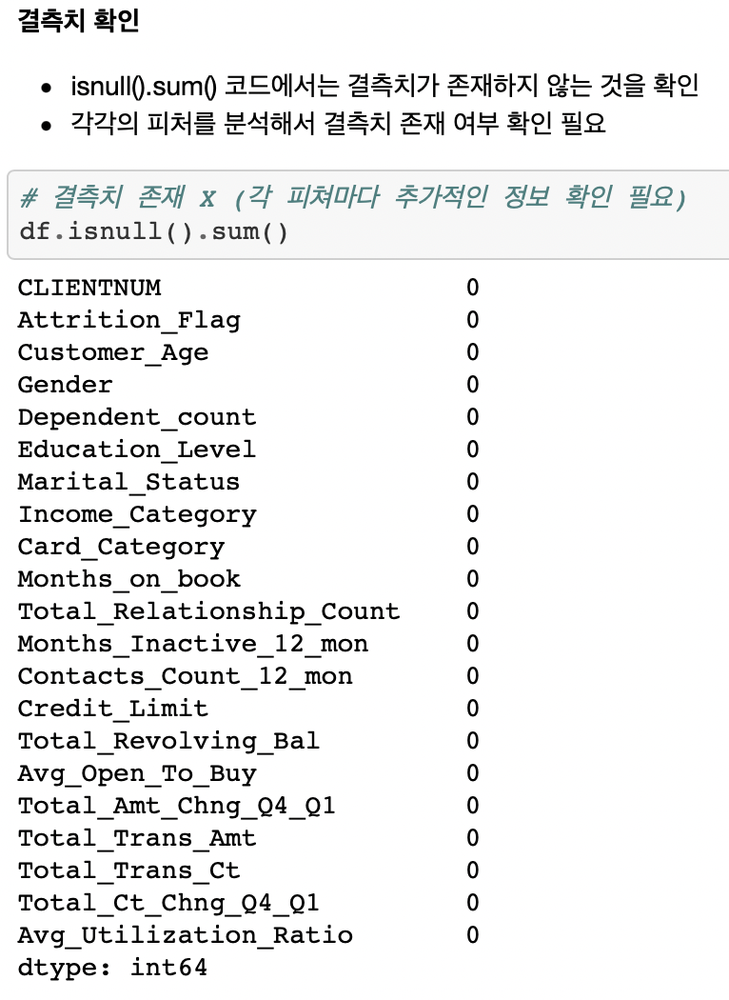 결측치 확인
isnull().sum() 코드에서는 결측치가 존재하지 않는 것을 확인
각각의 피처를 분석해서 결측치 존재 여부 확인 필요
# 결측치 존재 X (각 피쳐마다 추가적인 정보 확인 필요)
df.isnull().sum()
CLIENTNUM 0
Attrition_Flag 0
Customer_Age 0
Gender 0
Dependent_count 0
Education_Level 0
Marital_Status 0
Income_Category 0
Card_Category 0
Months_on_book 0
Total_Relationship_Count 0
Months_Inactive_12_mon 0
Contacts_Count_12_mon 0
Credit_Limit 0
Total_Revolving_Bal 0
Avg_Open_To_Buy 0
Total_Amt_Chng_Q4_Q1 0
Total_Trans_Amt 0
Total_Trans_Ct 0
Total_Ct_Chng_Q4_Q1 0
Avg_Utilization_Ratio 0
dtype: int64